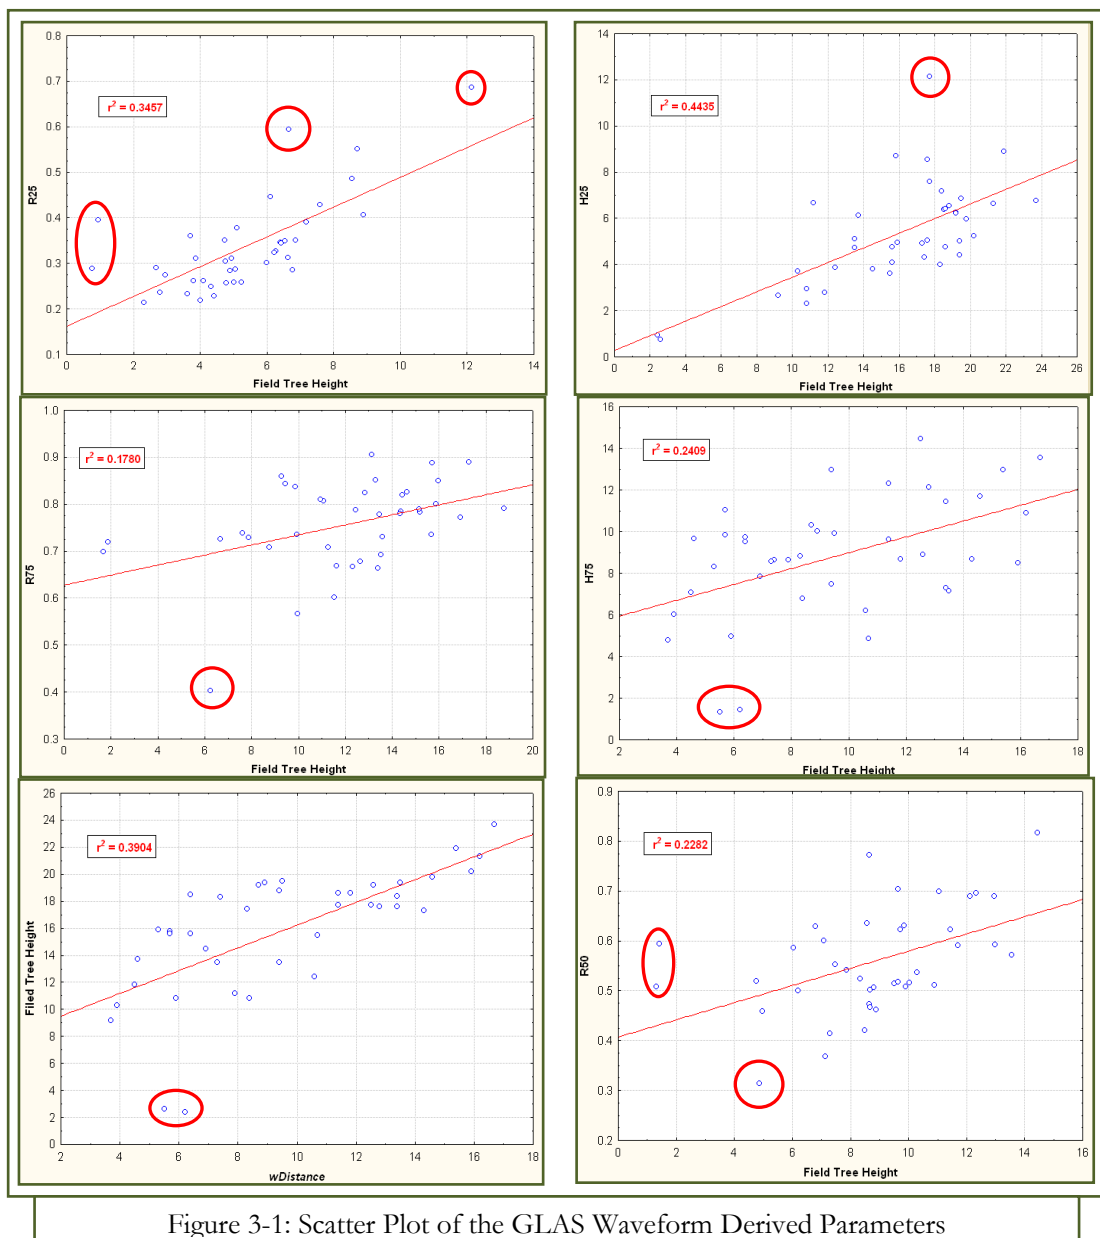 0.8
0.7
0.6
0.5
0.4
0.3
0.2
0.1
R25
r² = 0.3457
0 2 4 6 8 10 12 14
Field Tree Height
14
12
10
8
6
4
2
0
H25
r² = 0.4435
0 2 4 6 8 10 12 14 16 18 20 22 24 26
Field Tree Height
1.0
0.9
0.8
0.7
0.6
0.5
0.4
0.3
R75
r² = 0.1780
0 2 4 6 8 10 12 14 16 18 20
Field Tree Height
16
14
12
10
8
6
4
2
0
H75
r² = 0.2409
2 4 6 8 10 12 14 16 18
Field Tree Height
26
24
22
20
18
16
14
12
10
8
6
4
2
0
Filed Tree Height
r² = 0.3904
2 4 6 8 10 12 14 16 18
wDistance
0.9
0.8
0.7
0.6
0.5
0.4
0.3
0.2
R50
r² = 0.2282
0 2 4 6 8 10 12 14 16
Field Tree Height
Figure 3-1: Scatter Plot of the GLAS Waveform Derived Parameters